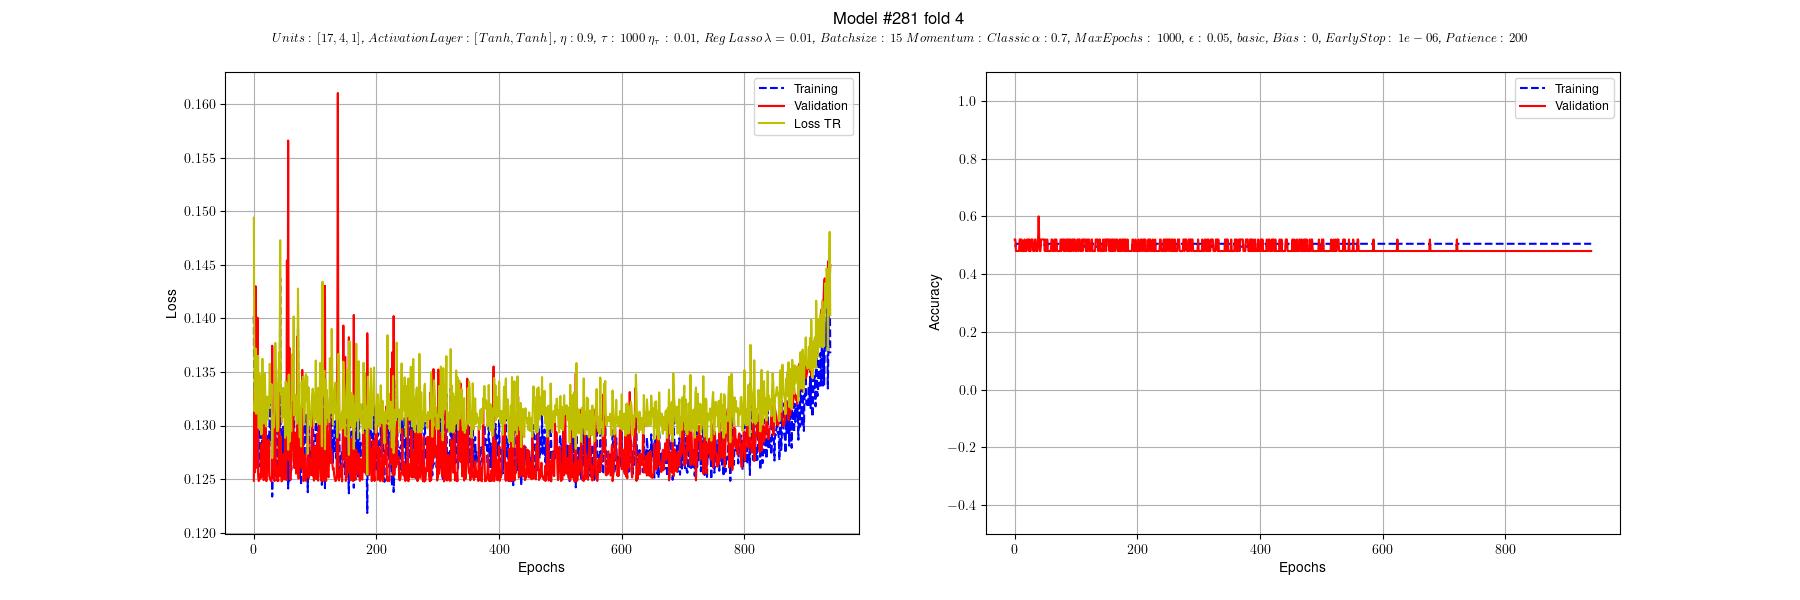 Model #281 fold 4
Units : [17, 4, 1], ActivationLayer : [Tanh, Tanh], η : 0.9, τ : 1000 η_τ : 0.01, Reg Lasso λ = 0.01, Batchsize : 15 Momentum : Classic α : 0.7, MaxEpochs : 1000, ϵ : 0.05, basic, Bias : 0, EarlyStop : 1e − 06, Patience : 200
Loss
0.160
0.155
0.150
0.145
0.140
0.135
0.130
0.125
0.120
0 200 400 600 800
Epochs
Training
Validation
Loss TR
Accuracy
1.0
0.8
0.6
0.4
0.2
0.0
−0.2
−0.4
0 200 400 600 800
Epochs
Training
Validation